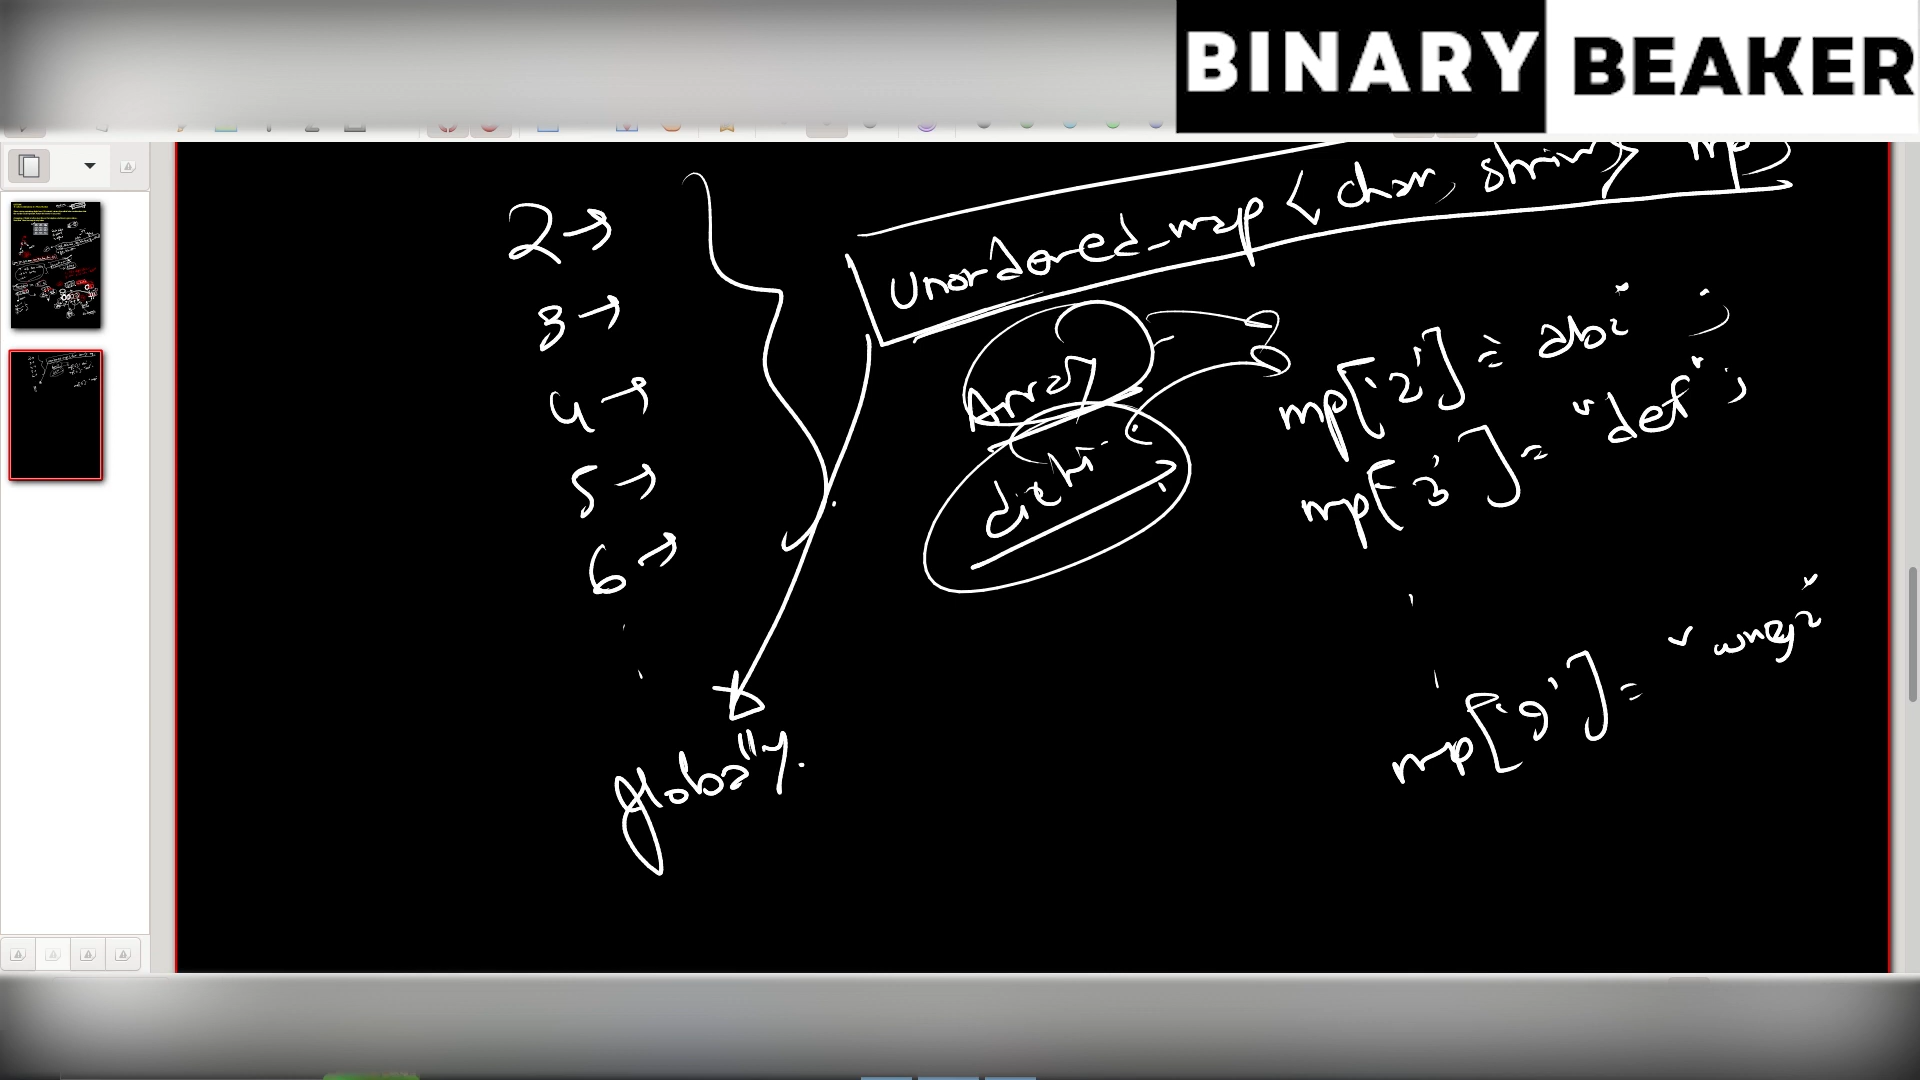 BINARY BEAKER
unordered_map <char, string> mp;
2→
3→
4→
5→
6→
Array
mp['2'] = abc" ;
mp['3'] = "def" ;
mp['9'] =
globally.